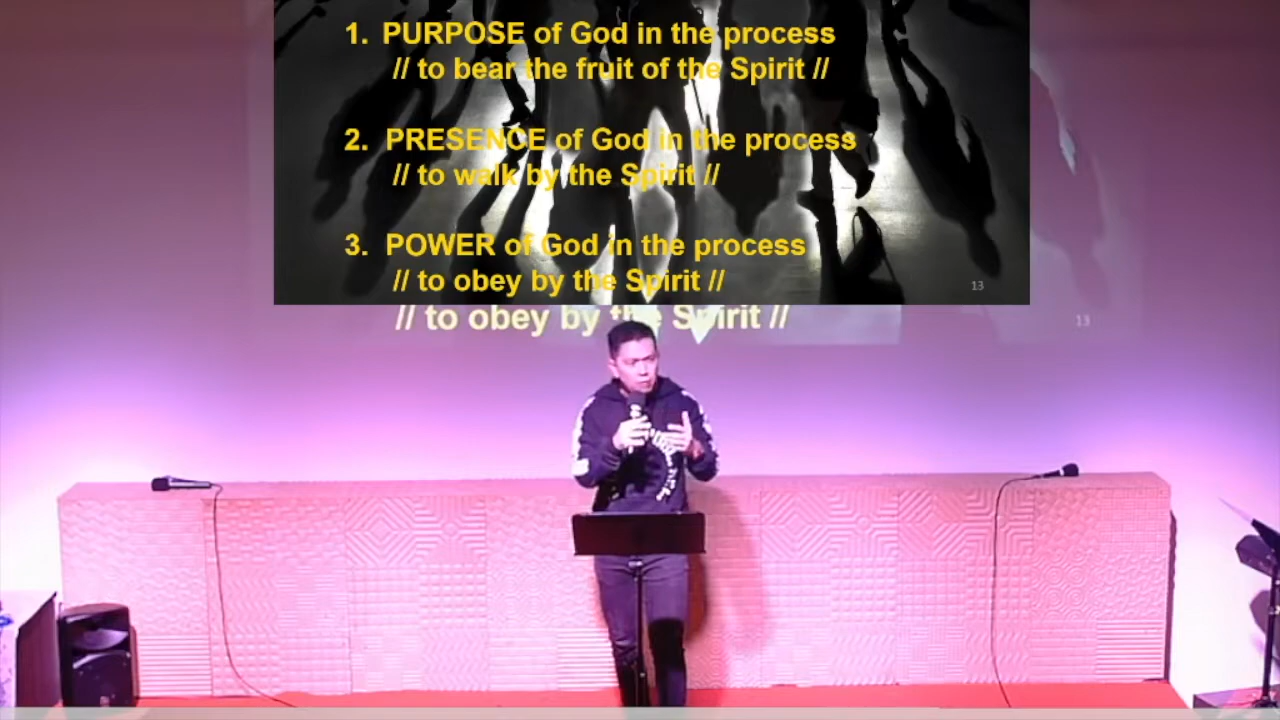 1. PURPOSE of God in the process
// to bear the fruit of the Spirit //
2. PRESENCE of God in the process
// to walk by the Spirit //
3. POWER of God in the process
// to obey by the Spirit //
13
// to obey by the Spirit //
13